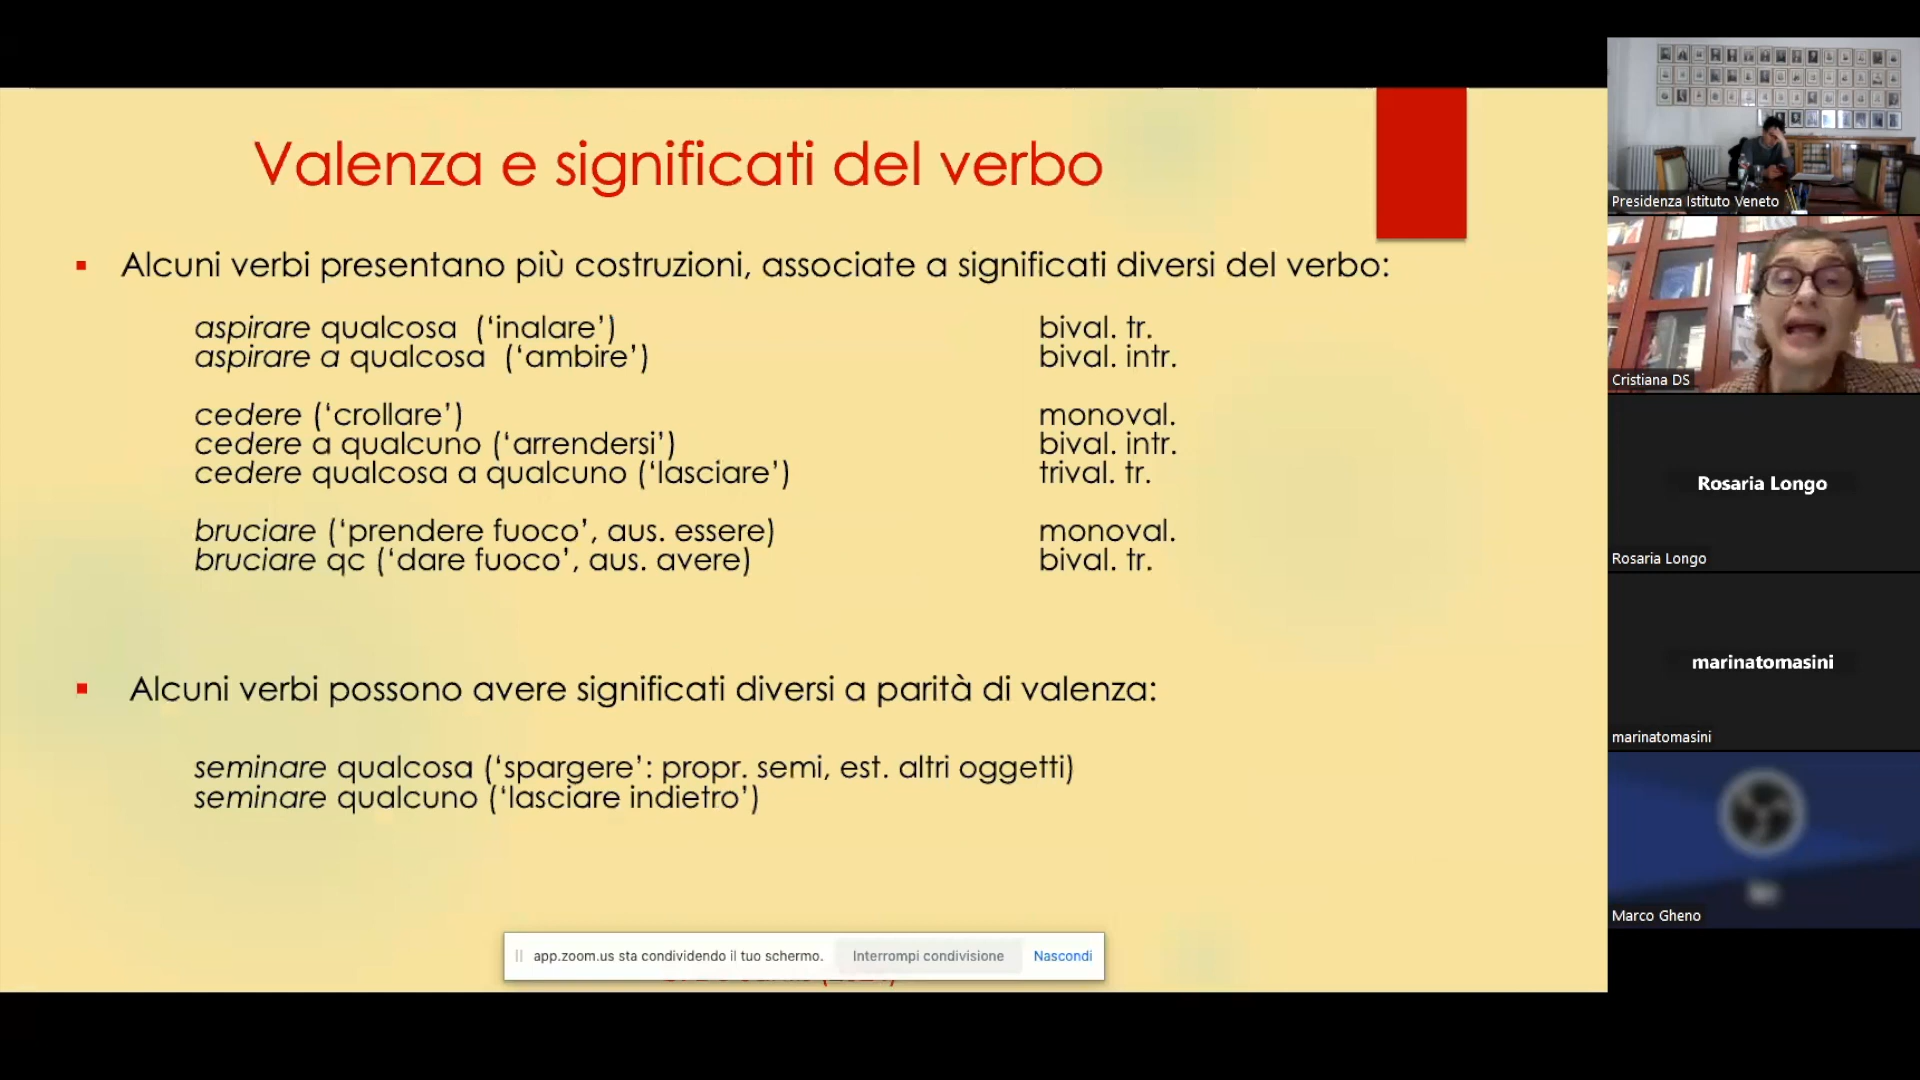 Valenza e significati del verbo
Alcuni verbi presentano più costruzioni, associate a significati diversi del verbo:
aspirare qualcosa (‘inalare’) bival. tr.
aspirare a qualcosa (‘ambire’) bival. intr.
cedere (‘crollare’) monoval.
cedere a qualcuno (‘arrendersi’) bival. intr.
cedere qualcosa a qualcuno (‘lasciare’) trival. tr.
bruciare (‘prendere fuoco’, aus. essere) monoval.
bruciare qc (‘dare fuoco’, aus. avere) bival. tr.
Alcuni verbi possono avere significati diversi a parità di valenza:
seminare qualcosa (‘spargere’: propr. semi, est. altri oggetti)
seminare qualcuno (‘lasciare indietro’)
app.zoom.us sta condividendo il tuo schermo. Interrompi condivisione Nascondi
Presidenza Istituto Veneto
Cristiana DS
Rosaria Longo
Rosaria Longo
marinatomasini
marinatomasini
Marco Gheno